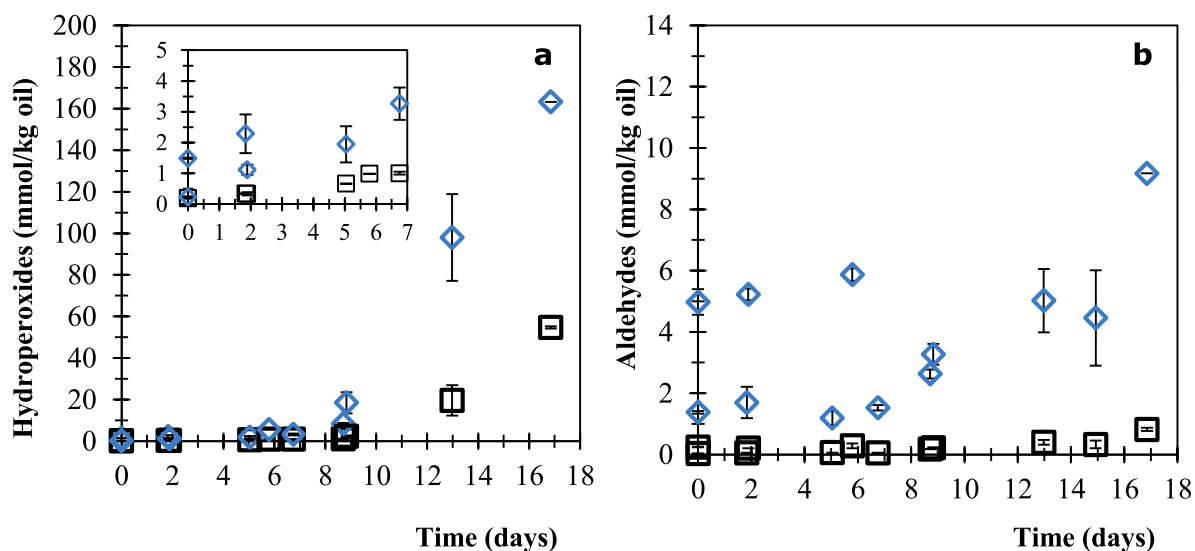 Hydroperoxides (mmol/kg oil)
200
180
160
140
120
100
80
60
40
20
0
a
5
4
3
2
1
0
0 1 2 3 4 5 6 7
0 2 4 6 8 10 12 14 16 18
Time (days)
Aldehydes (mmol/kg oil)
14
12
10
8
6
4
2
0
b
0 2 4 6 8 10 12 14 16 18
Time (days)